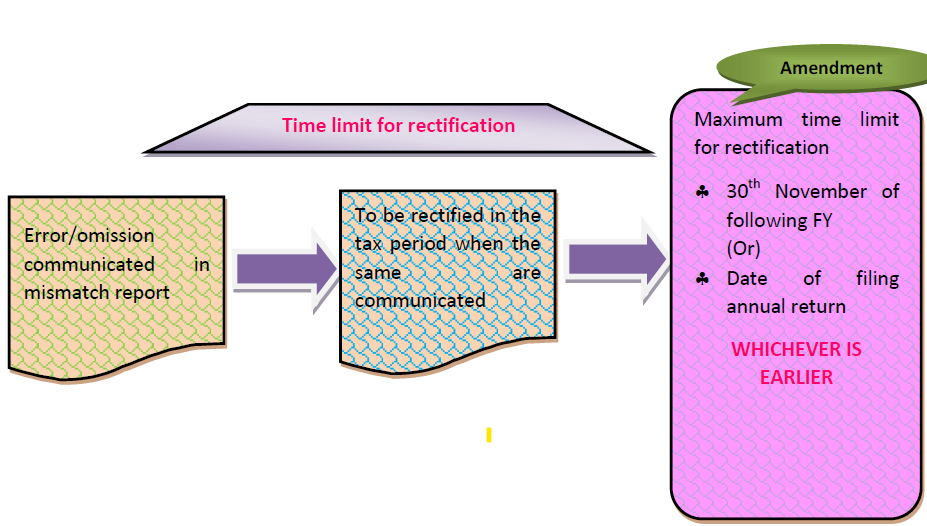 Amendment
Time limit for rectification
Error/omission
communicated in
mismatch report
To be rectified in the
tax period when the
same are
communicated
Maximum time limit
for rectification
♣ 30th November of
following FY
(Or)
♣ Date of filing
annual return
WHICHEVER IS
EARLIER